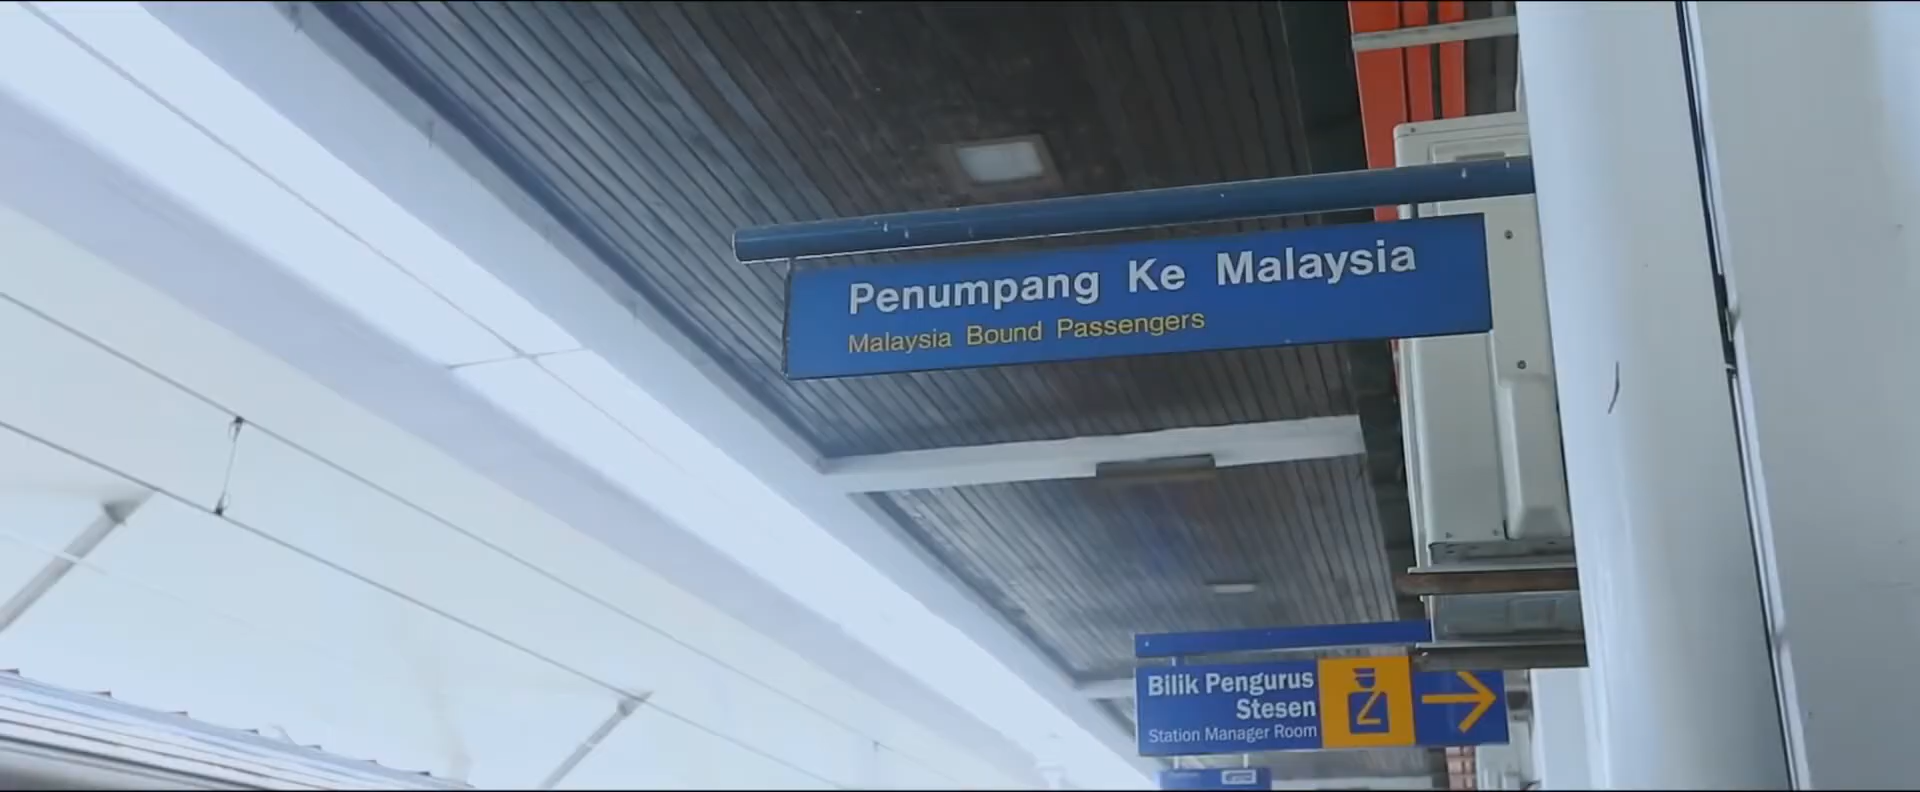 Penumpang Ke Malaysia
Malaysia Bound Passengers
Bilik Pengurus
Stesen
Station Manager Room